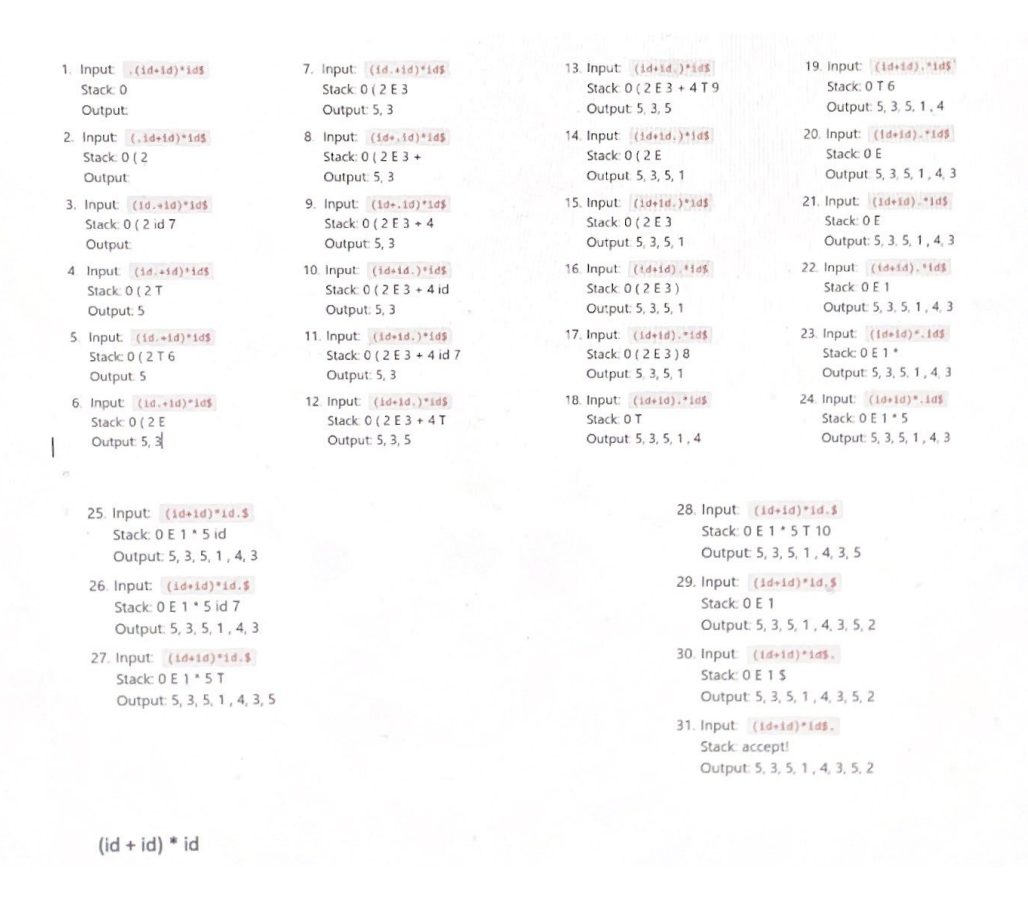 1. Input: .(id+id)*id$
Stack: 0
Output:
2. Input: (.id+id)*id$
Stack: 0 ( 2
Output:
3. Input: (id.+id)*id$
Stack: 0 ( 2 id 7
Output:
4 Input: (id.+id)*id$
Stack: 0 ( 2 T
Output: 5
5. Input: (id.+id)*id$
Stack: 0 ( 2 T 6
Output: 5
6. Input: (id.+id)*id$
Stack: 0 ( 2 E
Output: 5, 3
7. Input: (id.+id)*id$
Stack: 0 ( 2 E 3
Output: 5, 3
8. Input: (id+.id)*id$
Stack: 0 ( 2 E 3 +
Output: 5, 3
9. Input: (id+.id)*id$
Stack: 0 ( 2 E 3 + 4
Output: 5, 3
10. Input: (id+id.)*id$
Stack: 0 ( 2 E 3 + 4 id
Output: 5, 3
11. Input: (id+id.)*id$
Stack: 0 ( 2 E 3 + 4 id 7
Output: 5, 3
12. Input: (id+id.)*id$
Stack: 0 ( 2 E 3 + 4 T
Output: 5, 3, 5
13. Input: (id+id.)*id$
Stack: 0 ( 2 E 3 + 4 T 9
Output: 5, 3, 5
14. Input: (id+id.)*id$
Stack: 0 ( 2 E
Output: 5, 3, 5, 1
15. Input: (id+id.)*id$
Stack: 0 ( 2 E 3
Output: 5, 3, 5, 1
16. Input: (id+id).*id$
Stack: 0 ( 2 E 3 )
Output: 5, 3, 5, 1
17. Input: (id+id).*id$
Stack: 0 ( 2 E 3 ) 8
Output: 5, 3, 5, 1
18. Input: (id+id).*id$
Stack: 0 T
Output: 5, 3, 5, 1 , 4
19. Input: (id+id).*id$
Stack: 0 T 6
Output: 5, 3, 5, 1 , 4
20. Input: (id+id).*id$
Stack: 0 E
Output: 5, 3, 5, 1 , 4, 3
21. Input: (id+id).*id$
Stack: 0 E
Output: 5, 3, 5, 1 , 4, 3
22. Input: (id+id).*id$
Stack: 0 E 1
Output: 5, 3, 5, 1 , 4, 3
23. Input: (id+id)*.id$
Stack: 0 E 1 *
Output: 5, 3, 5, 1 , 4, 3
24. Input: (id+id)*.id$
Stack: 0 E 1 * 5
Output: 5, 3, 5, 1 , 4, 3
25. Input: (id+id)*id.$
Stack: 0 E 1 * 5 id
Output: 5, 3, 5, 1 , 4, 3
26. Input: (id+id)*id.$
Stack: 0 E 1 * 5 id 7
Output: 5, 3, 5, 1 , 4, 3
27. Input: (id+id)*id.$
Stack: 0 E 1 * 5 T
Output: 5, 3, 5, 1 , 4, 3, 5
28. Input: (id+id)*id.$
Stack: 0 E 1 * 5 T 10
Output: 5, 3, 5, 1 , 4, 3, 5
29. Input: (id+id)*id.$
Stack: 0 E 1
Output: 5, 3, 5, 1 , 4, 3, 5, 2
30. Input: (id+id)*id$.
Stack: 0 E 1 $
Output: 5, 3, 5, 1 , 4, 3, 5, 2
31. Input: (id+id)*id$.
Stack: accept!
Output: 5, 3, 5, 1 , 4, 3, 5, 2
(id + id) * id